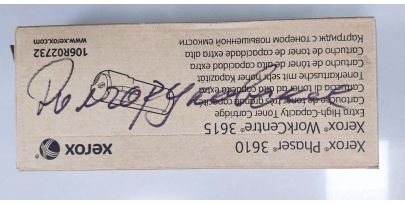 xerox
Xerox Phaser® 3610
Xerox WorkCentre® 3615
Extra High-Capacity Toner Cartridge
Cartouche de toner très grande capacité
Cartuccia di toner ad alta capacità extra
Tonerkartusche mit sehr hoher Kapazität
Cartucho de tóner de capacidad extra alta
Cartucho de toner de capacidade extra alta
Картридж с тонером повышенной ёмкости
106R02732
www.xerox.com